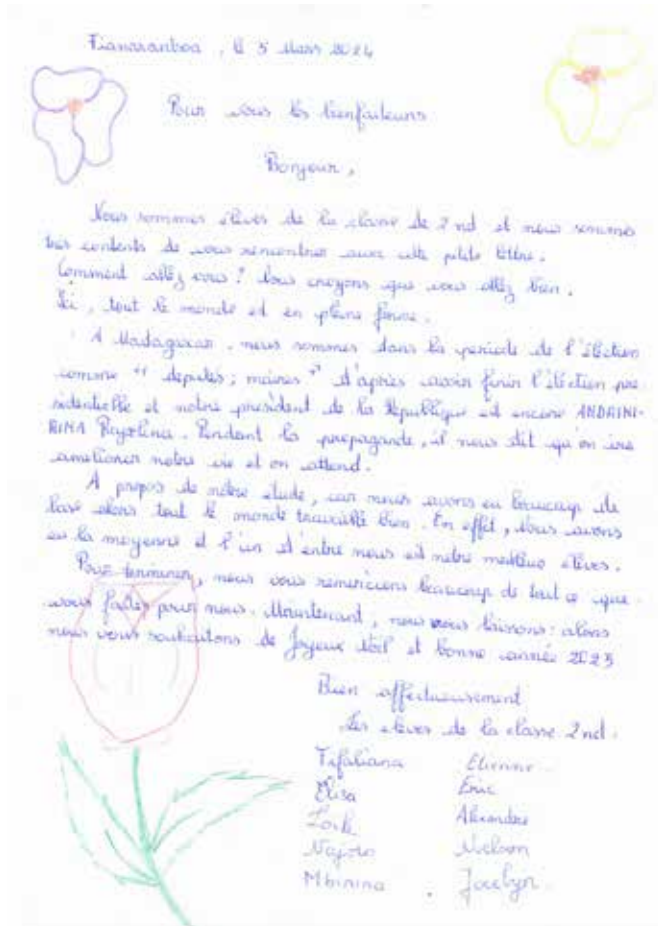 Fianarantsoa, le 5 Mars 2024
Pour vous les bienfaiteurs
Bonjour,
Nous sommes élèves de la classe de 2nd et nous sommes
très contents de vous rencontrer avec cette petite lettre.
Comment allez vous? Nous croyons que vous allez bien.
Ici, tout le monde est en pleine forme.
A Madagascar, nous sommes dans la période de l'élection
comme "deputés; maires" d'après avoir finir l'élection pré-
sidentielle et notre president de la République est encore ANDRINI-
RINA Rajoelina. Pendant la propagande, il nous dit qu'on ira
ameliorer notre vie et on attend.
A propos de notre étude, car nous avons eu beaucoup de
base alors tout le monde travaille bien. En effet, Nous avons
eu la moyenne et l'un d'entre nous est notre élèves.
Pour terminer, nous vous remercions beaucoup de tout ce que
vous faites pour nous. Maintenant, nous vous laissons: alors
nous vous souhaitons de Joyeux Noël et bonne année 2025
Bien affectueusement
Les élèves de la classe 2nd.
Tifaliana Etienne
Elisa Eric
Alexandre
Najoro Nelson
Mbinina Jocelyn